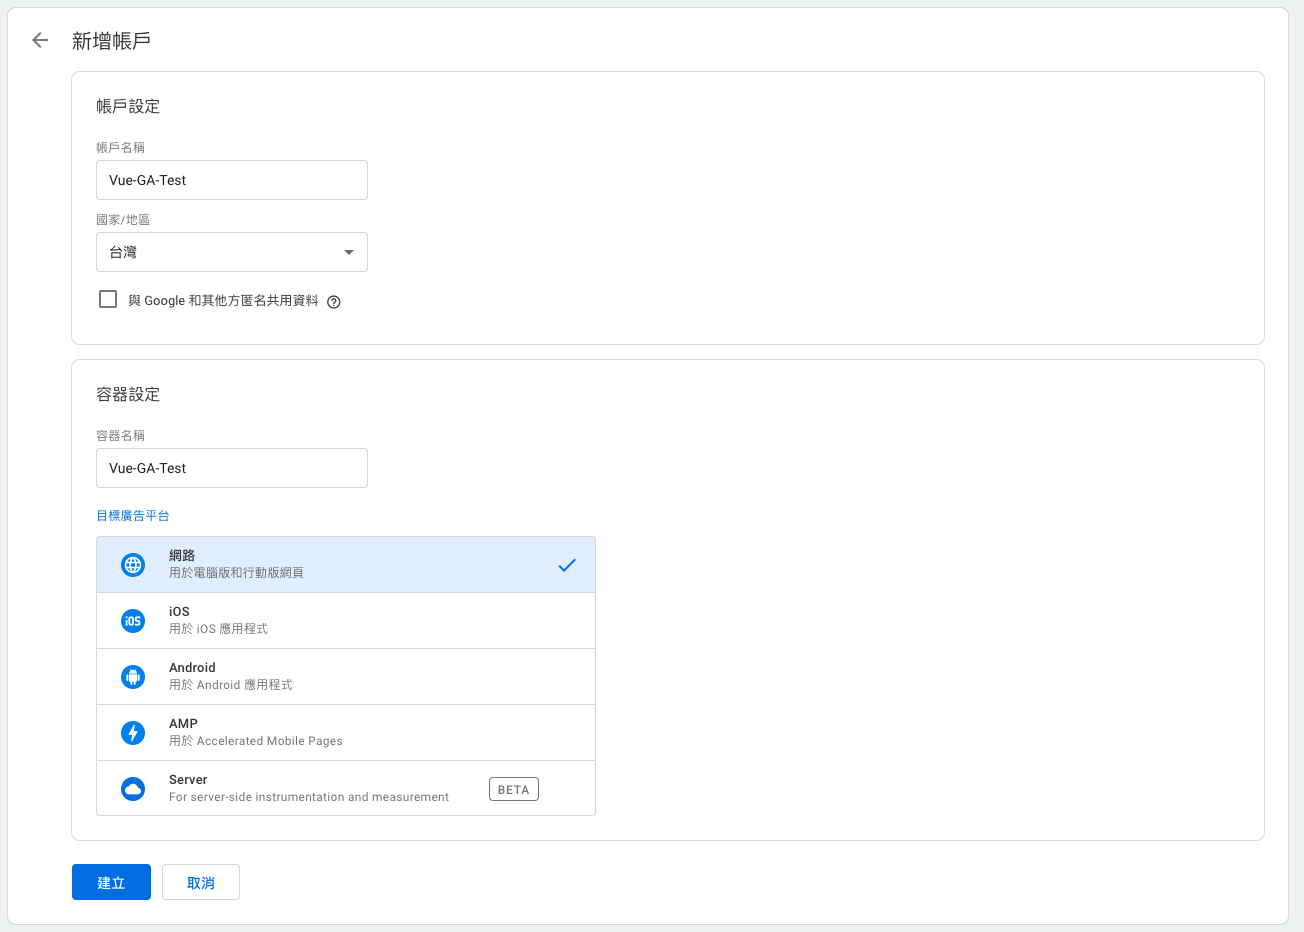 新增帳戶
帳戶設定
帳戶名稱
Vue-GA-Test
國家/地區
台灣
與 Google 和其他方匿名共用資料
容器設定
容器名稱
Vue-GA-Test
目標廣告平台
網路
用於電腦版和行動版網頁
iOS
iOS
用於 iOS 應用程式
Android
用於 Android 應用程式
AMP
用於 Accelerated Mobile Pages
Server
For server-side instrumentation and measurement
BETA
建立
取消